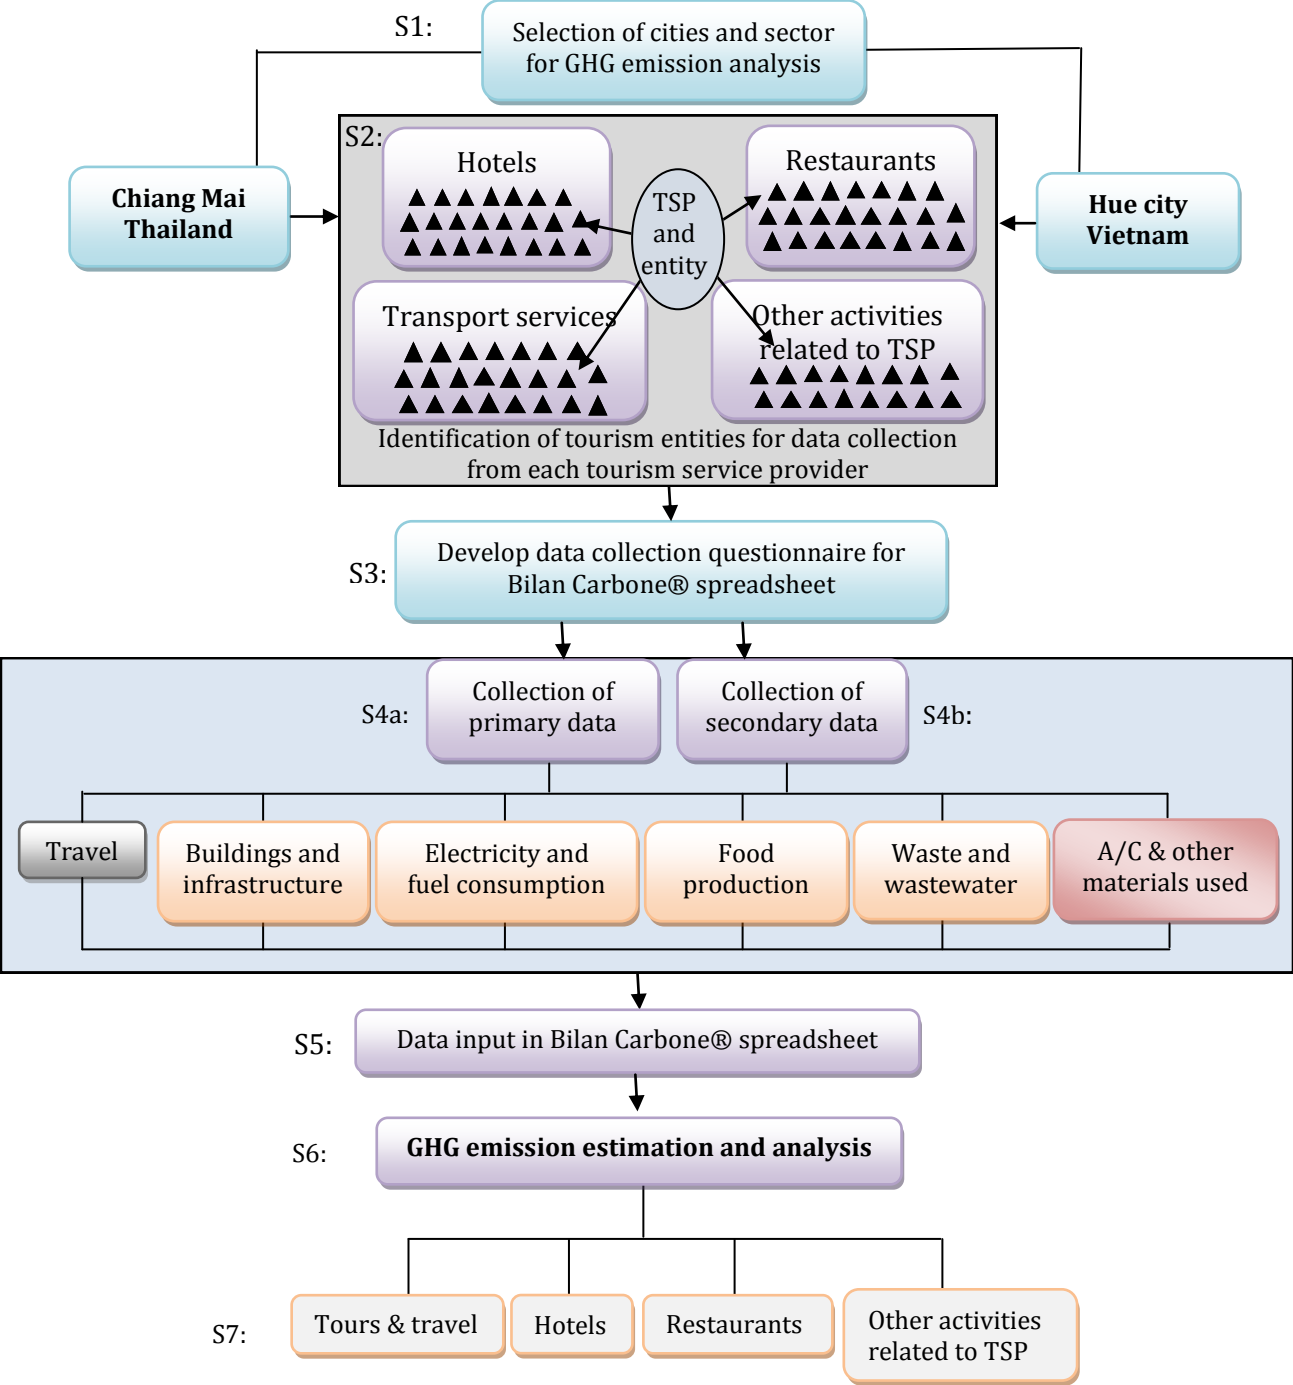 S1:
Selection of cities and sector
for GHG emission analysis
Chiang Mai
Thailand
S2:
Hotels
Restaurants
TSP
and
entity
Hue city
Vietnam
Transport services
Other activities
related to TSP
Identification of tourism entities for data collection
from each tourism service provider
S3:
Develop data collection questionnaire for
Bilan Carbone® spreadsheet
S4a:
Collection of
primary data
Collection of
secondary data
S4b:
Travel
Buildings and
infrastructure
Electricity and
fuel consumption
Food
production
Waste and
wastewater
A/C & other
materials used
S5:
Data input in Bilan Carbone® spreadsheet
S6:
GHG emission estimation and analysis
S7:
Tours & travel
Hotels
Restaurants
Other activities
related to TSP